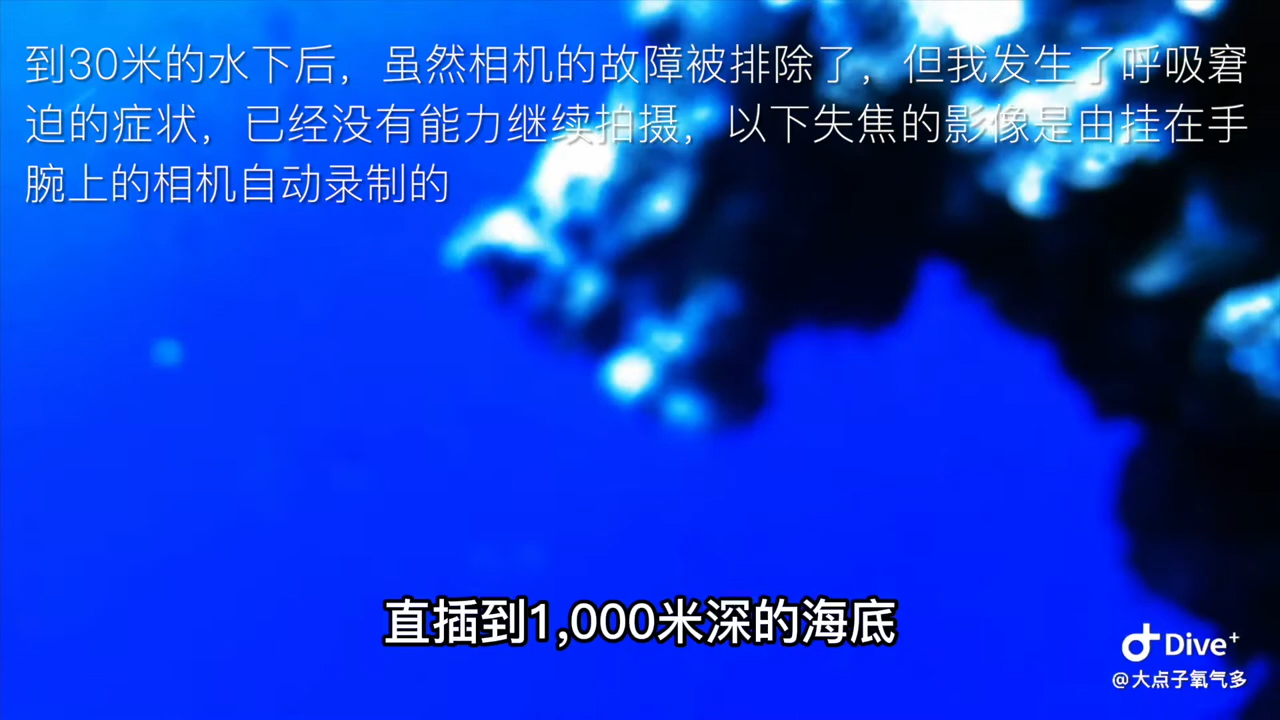 到30米的水下后，虽然相机的故障被排除了，但我发生了呼吸窘
迫的症状，已经没有能力继续拍摄，以下失焦的影像是由挂在手
腕上的相机自动录制的
直插到1,000米深的海底
Dive+
@大点子氧气多